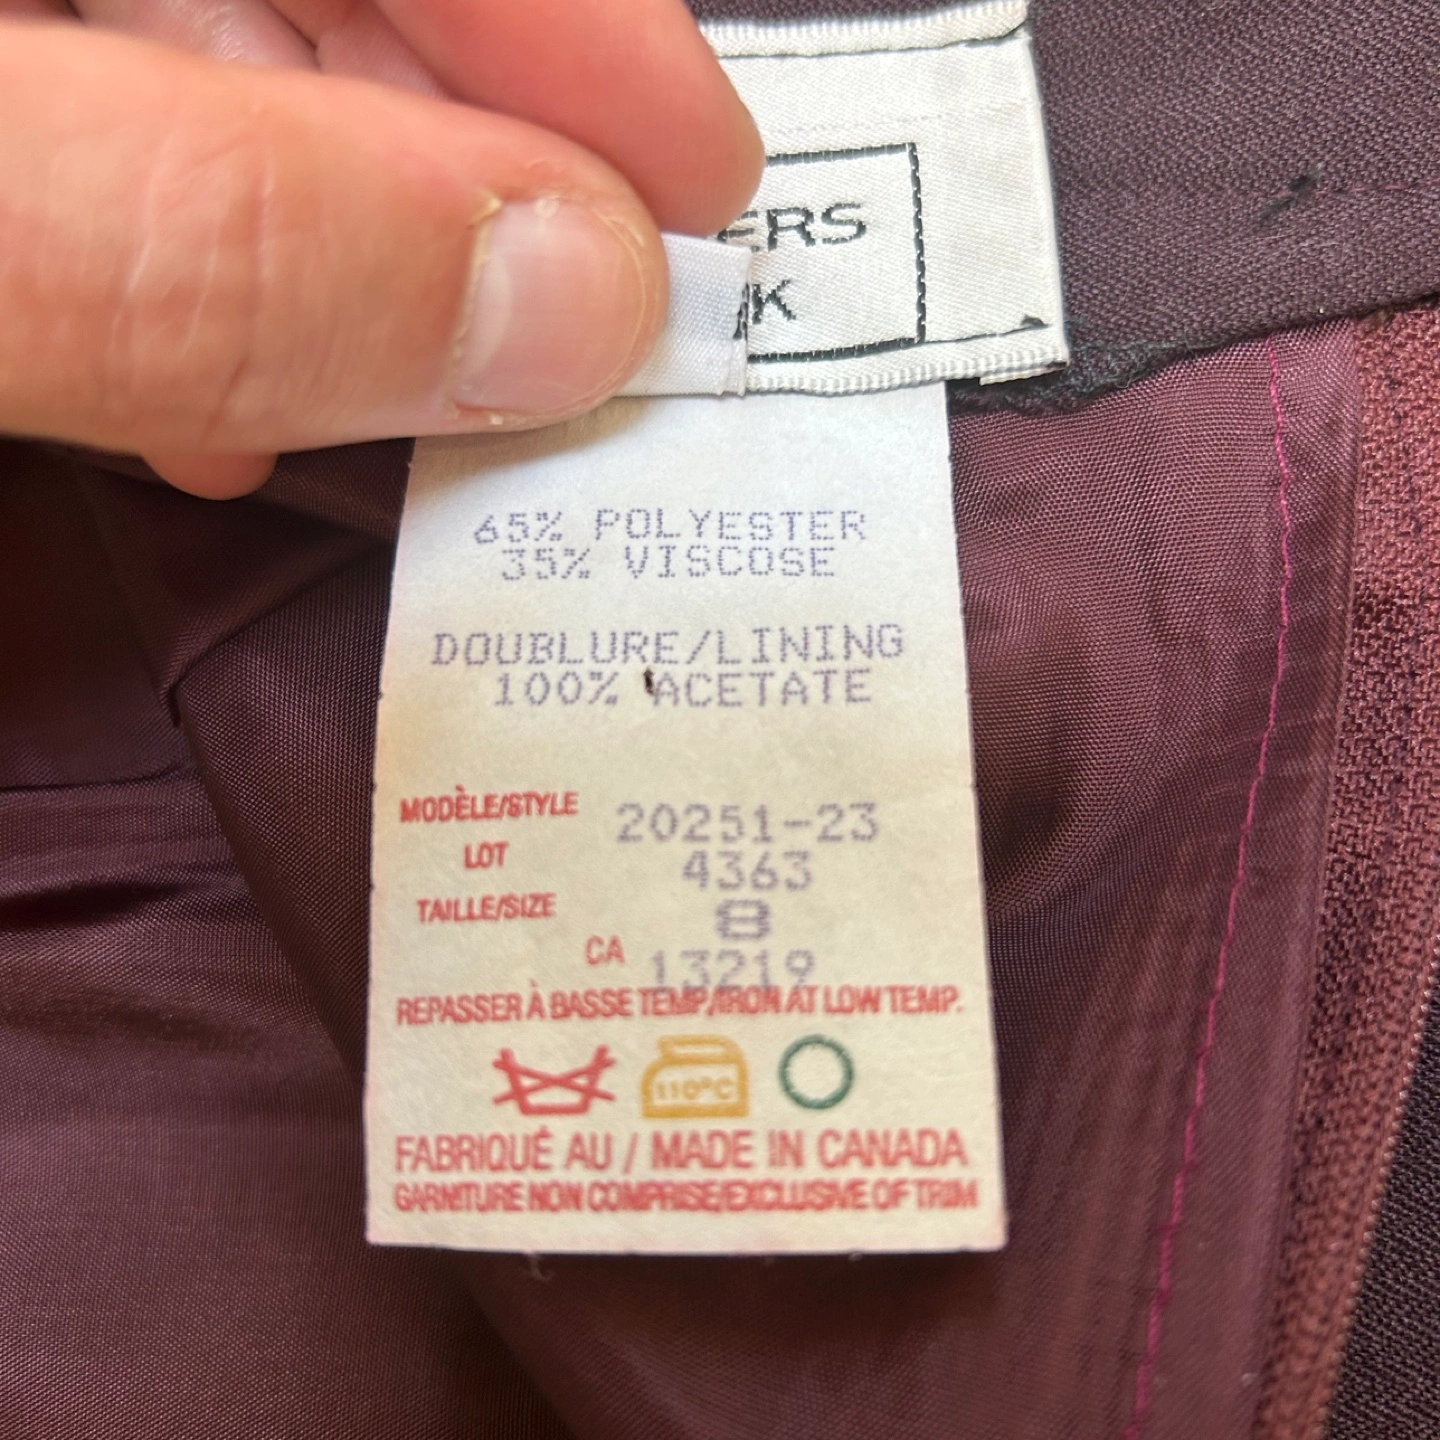 ERS
K
65% POLYESTER
35% VISCOSE
DOUBLURE/LINING
100% ACETATE
MODÈLE/STYLE 20251-23
LOT 4363
TAILLE/SIZE 8
CA 13219
REPASSER À BASSE TEMP/IRON AT LOW TEMP.
110°C
FABRIQUÉ AU / MADE IN CANADA
GARNITURE NON COMPRISE/EXCLUSIVE OF TRIM